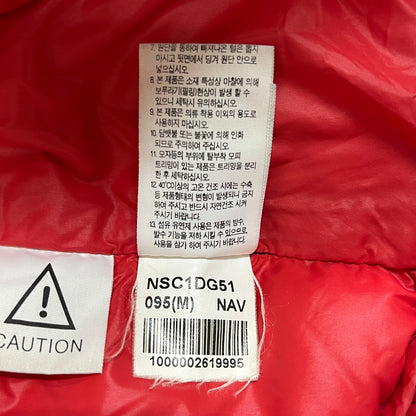 7. 원단을 통하여 빠져나온 털은 뽑지
마시고 뒷면에서 당겨 원단 안으로
넣으십시오.
8. 본 제품은 소재 특성상 마찰에 의해
보푸라기(필링)현상이 발생 할 수
있으니 세탁시 유의하십시오.
9. 본 제품은 의류 착용 이외의 용도로
사용하지 마십시오.
10. 담뱃불 또는 불꽃에 의해 인화
되므로 주의하여 주십시오.
11. 모자등의 부위에 탈부착 모피
트리밍이 있는 제품은 트리밍을 분리
한 후 세탁하십시오.
12. 40℃이상의 고온 건조 시에는 수축
등 제품형태의 변형이 발생되니 금지
하여 주시고 반드시 자연건조 시켜
주시기 바랍니다.
13. 섬유 유연제 사용은 제품의 방수,
발수 기능을 저하 시킬 수 있으므로,
사용을 삼가 하여 주시기 바랍니다.
CAUTION
NSC1DG51
095(M) NAV
1000002619995